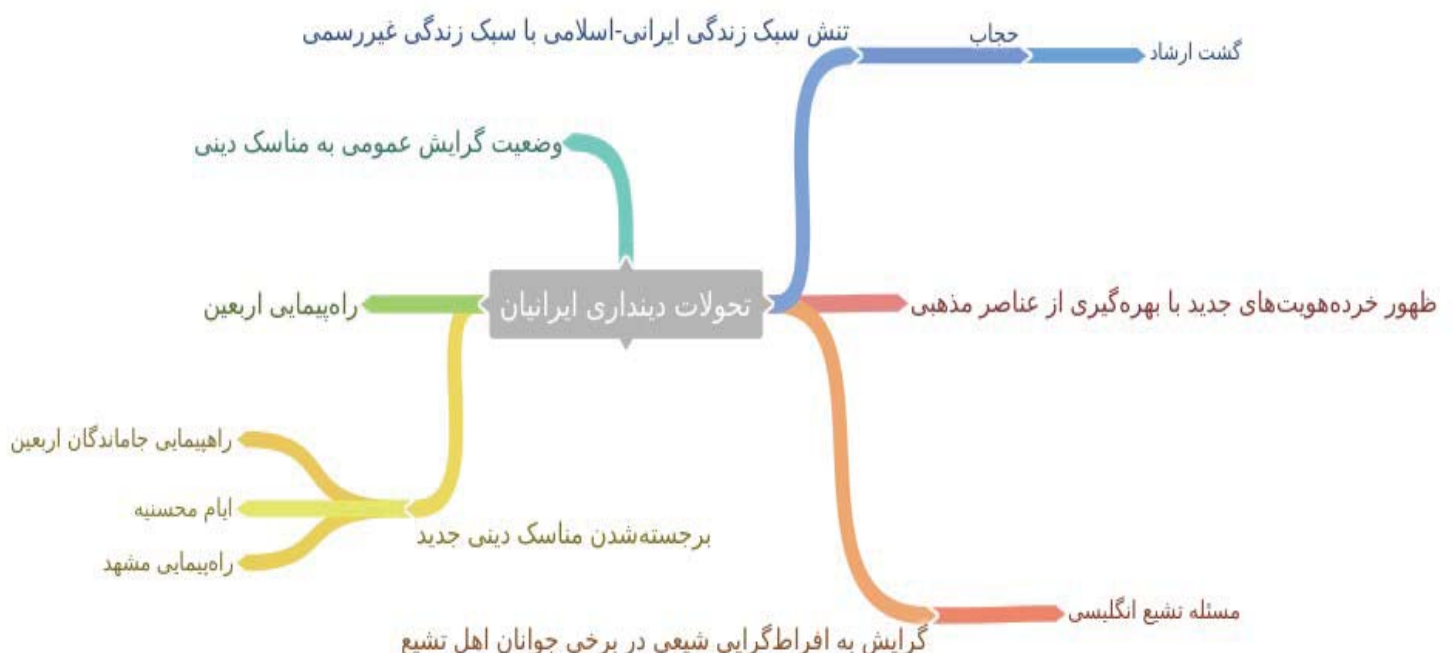 تنش سبک زندگی ایرانی-اسلامی با سبک زندگی غیررسمی
حجاب
گشت ارشاد
وضعیت گرایش عمومی به مناسک دینی
تحولات دینداری ایرانیان
ظهور خرده‌هویت‌های جدید با بهره‌گیری از عناصر مذهبی
راه‌پیمایی اربعین
راهپیمایی جاماندگان اربعین
ایام محسنیه
راه‌پیمایی مشهد
برجسته‌شدن مناسک دینی جدید
گرایش به افراط‌گرایی شیعی در برخی جوانان اهل تشیع
مسئله تشیع انگلیسی